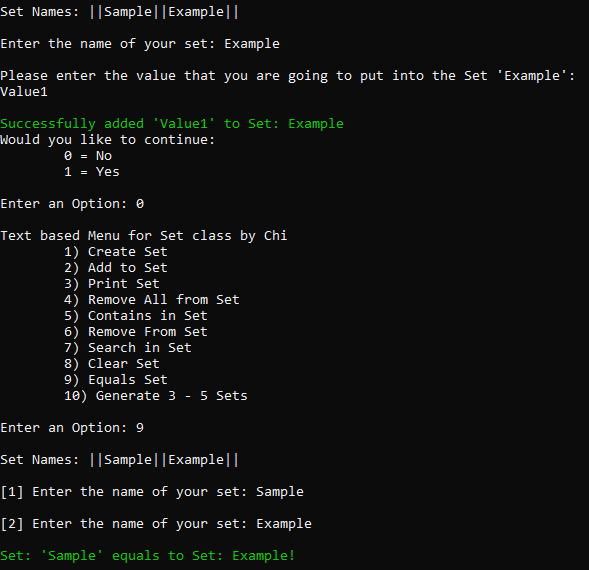 Set Names: ||Sample||Example||
Enter the name of your set: Example
Please enter the value that you are going to put into the Set 'Example':
Value1
Successfully added 'Value1' to Set: Example
Would you like to continue:
0 = No
1 = Yes
Enter an Option: 0
Text based Menu for Set class by Chi
1) Create Set
2) Add to Set
3) Print Set
4) Remove All from Set
5) Contains in Set
6) Remove From Set
7) Search in Set
8) Clear Set
9) Equals Set
10) Generate 3 - 5 Sets
Enter an Option: 9
Set Names: ||Sample||Example||
[1] Enter the name of your set: Sample
[2] Enter the name of your set: Example
Set: 'Sample' equals to Set: Example!